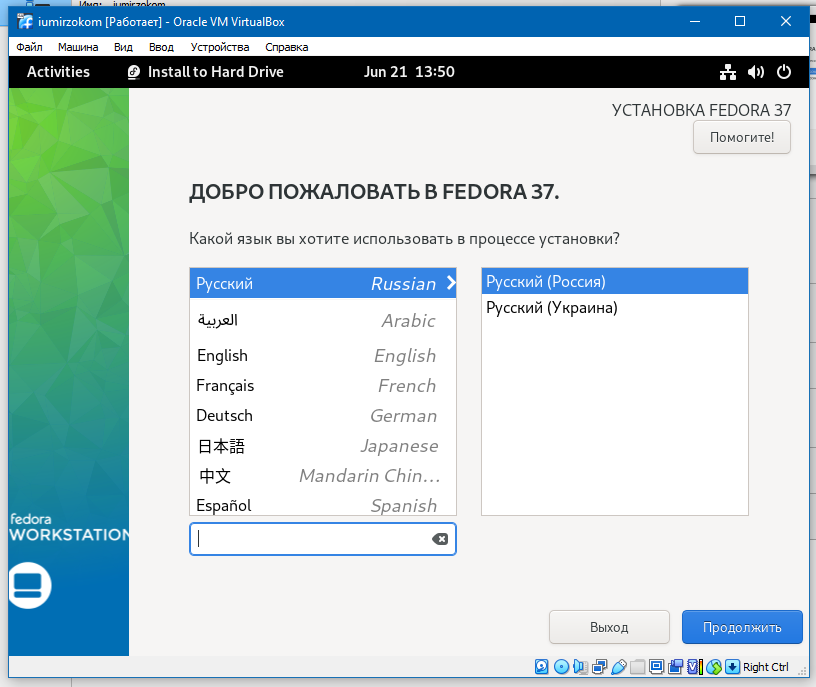 Имя: iumirzokom
iumirzokom [Работает] - Oracle VM VirtualBox
Файл Машина Вид Ввод Устройства Справка
Activities Install to Hard Drive Jun 21 13:50
УСТАНОВКА FEDORA 37
Помогите!
ДОБРО ПОЖАЛОВАТЬ В FEDORA 37.
Какой язык вы хотите использовать в процессе установки?
Русский Russian
العربية Arabic
English English
Français French
Deutsch German
日本語 Japanese
中文 Mandarin Chin...
Español Spanish
Русский (Россия)
Русский (Украина)
fedora
WORKSTATION
Выход Продолжить
Right Ctrl